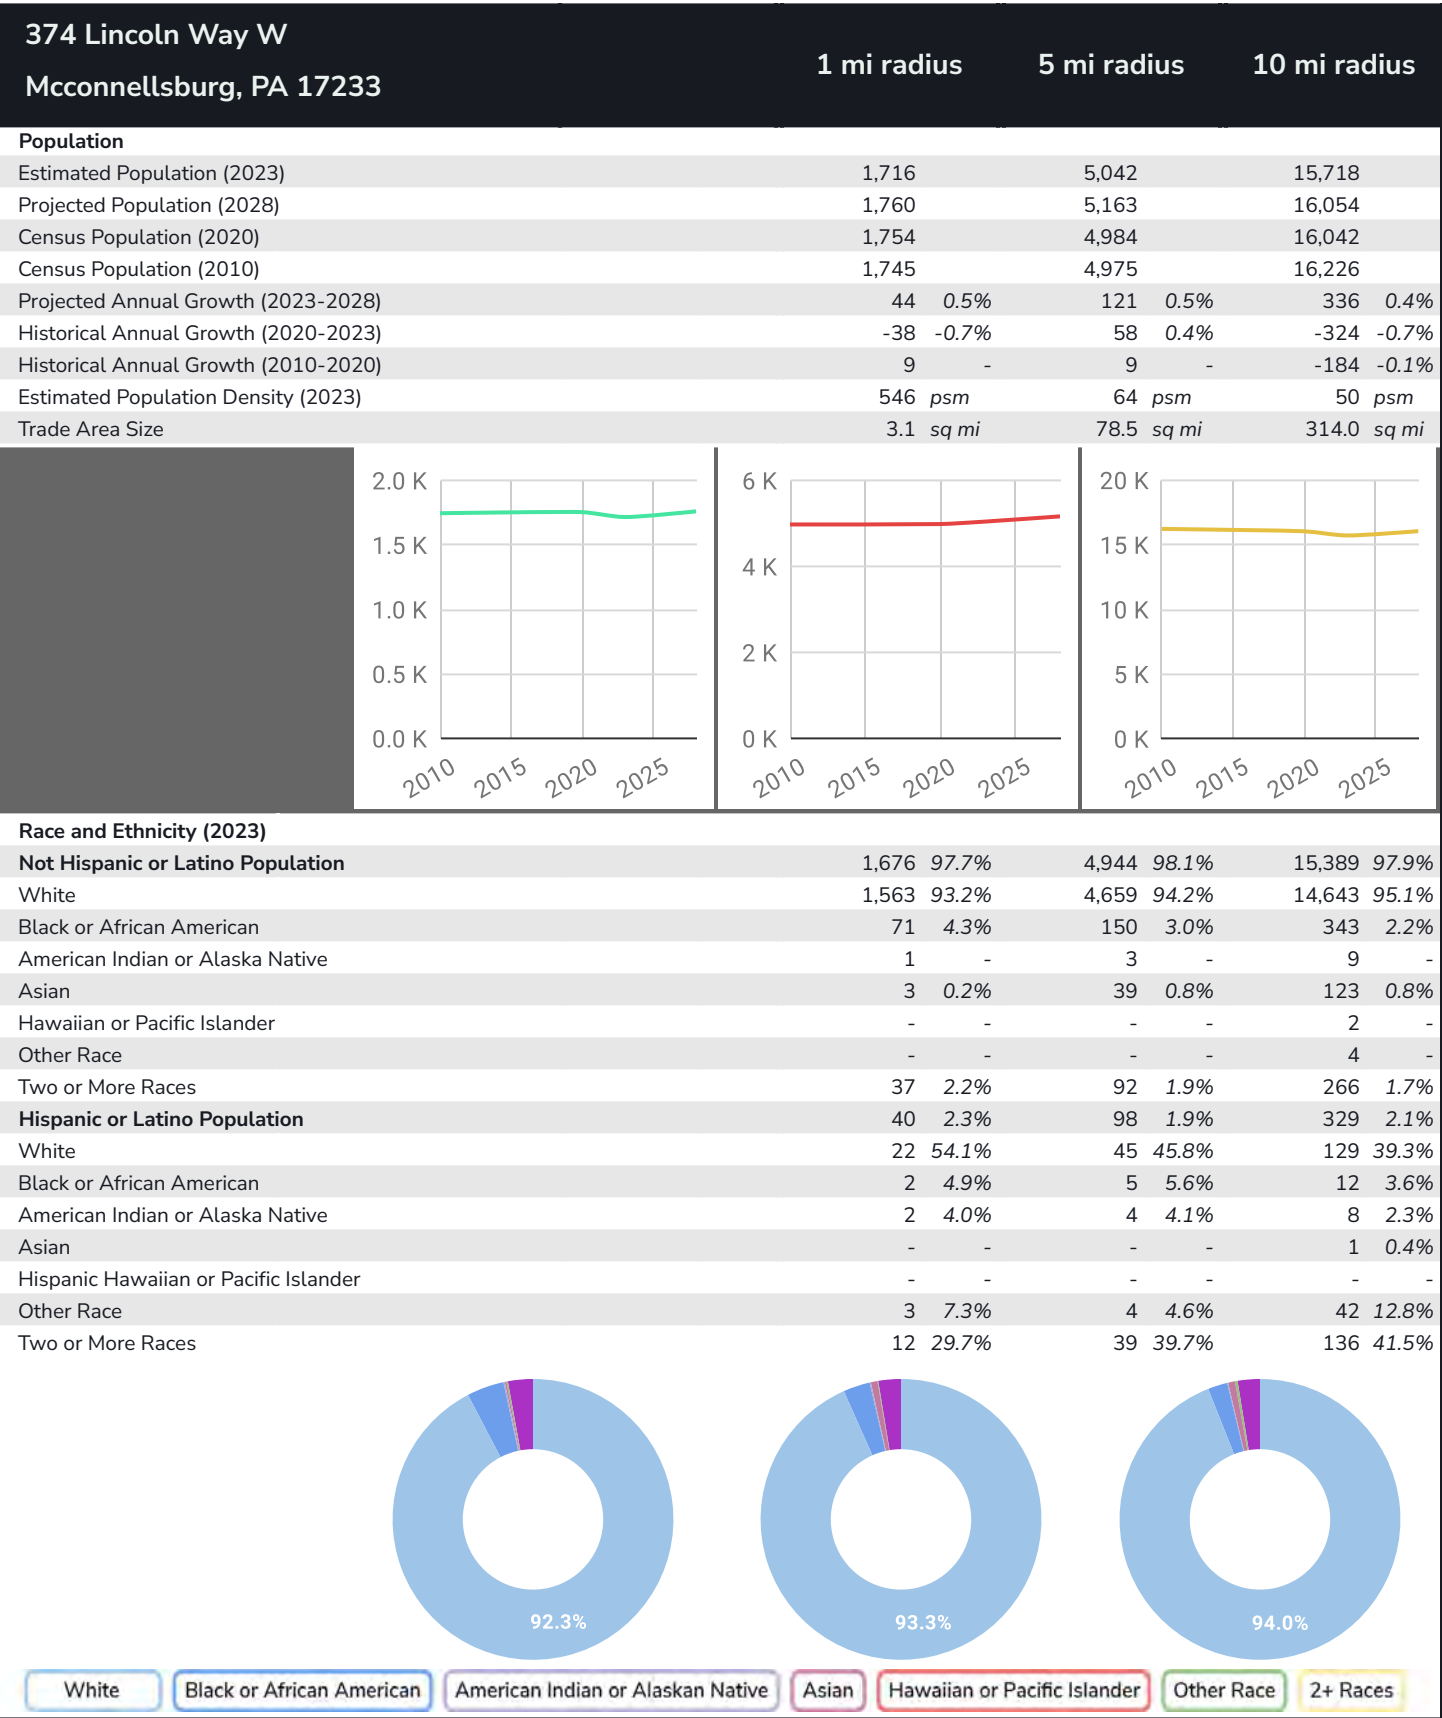 374 Lincoln Way W
Mcconnellsburg, PA 17233
1 mi radius 5 mi radius 10 mi radius
Population
Estimated Population (2023) 1,716 5,042 15,718
Projected Population (2028) 1,760 5,163 16,054
Census Population (2020) 1,754 4,984 16,042
Census Population (2010) 1,745 4,975 16,226
Projected Annual Growth (2023-2028) 44 0.5% 121 0.5% 336 0.4%
Historical Annual Growth (2020-2023) -38 -0.7% 58 0.4% -324 -0.7%
Historical Annual Growth (2010-2020) 9 - 9 - -184 -0.1%
Estimated Population Density (2023) 546 psm 64 psm 50 psm
Trade Area Size 3.1 sq mi 78.5 sq mi 314.0 sq mi
2.0 K
1.5 K
1.0 K
0.5 K
0.0 K
2010 2015 2020 2025
6 K
4 K
2 K
0 K
2010 2015 2020 2025
20 K
15 K
10 K
5 K
0 K
2010 2015 2020 2025
Race and Ethnicity (2023)
Not Hispanic or Latino Population 1,676 97.7% 4,944 98.1% 15,389 97.9%
White 1,563 93.2% 4,659 94.2% 14,643 95.1%
Black or African American 71 4.3% 150 3.0% 343 2.2%
American Indian or Alaska Native 1 - 3 - 9 -
Asian 3 0.2% 39 0.8% 123 0.8%
Hawaiian or Pacific Islander - - - - 2 -
Other Race - - - - 4 -
Two or More Races 37 2.2% 92 1.9% 266 1.7%
Hispanic or Latino Population 40 2.3% 98 1.9% 329 2.1%
White 22 54.1% 45 45.8% 129 39.3%
Black or African American 2 4.9% 5 5.6% 12 3.6%
American Indian or Alaska Native 2 4.0% 4 4.1% 8 2.3%
Asian - - - - 1 0.4%
Hispanic Hawaiian or Pacific Islander - - - - - -
Other Race 3 7.3% 4 4.6% 42 12.8%
Two or More Races 12 29.7% 39 39.7% 136 41.5%
92.3% 93.3% 94.0%
White Black or African American American Indian or Alaskan Native Asian Hawaiian or Pacific Islander Other Race 2+ Races